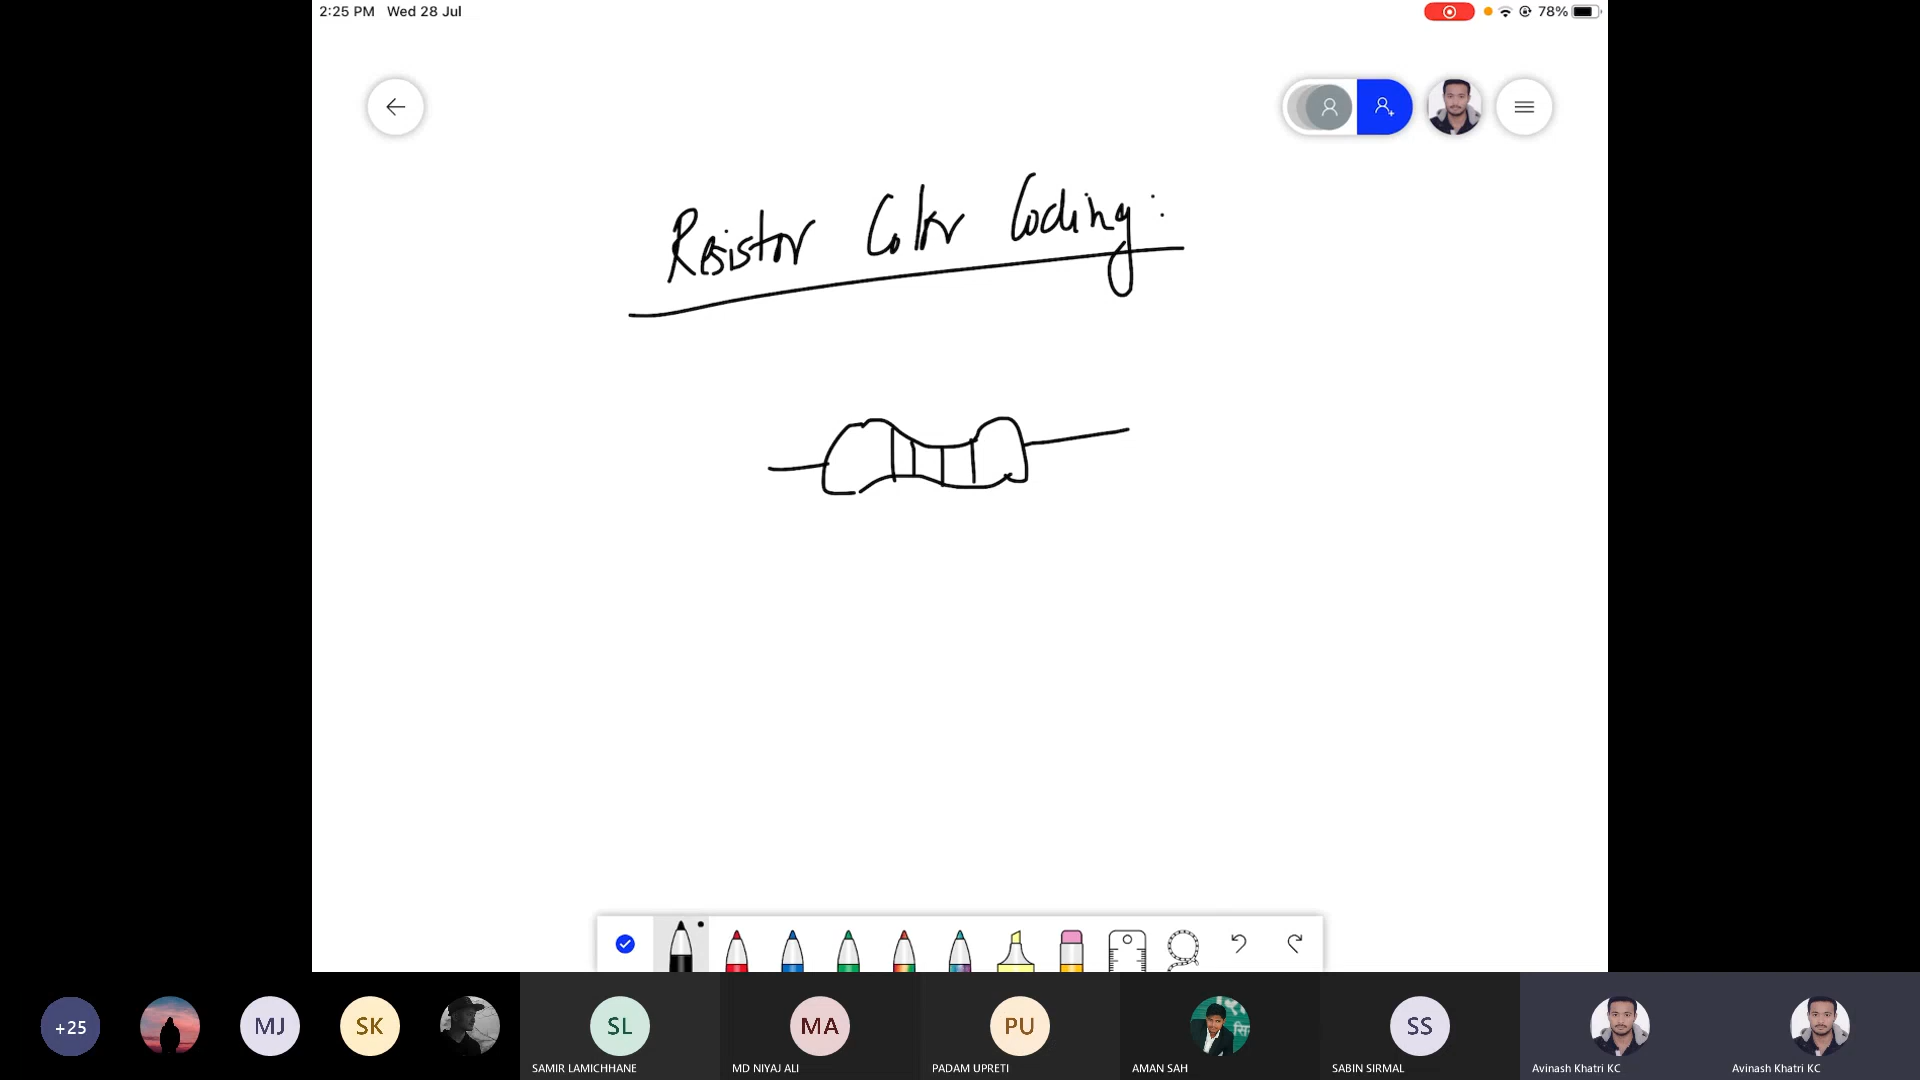 2:25 PM Wed 28 Jul
78%
Resistor Color Coding:
+25
MJ
SK
SL
MA
PU
SS
SAMIR LAMICHHANE
MD NIYAJ ALI
PADAM UPRETI
AMAN SAH
SABIN SIRMAL
Avinash Khatri KC
Avinash Khatri KC